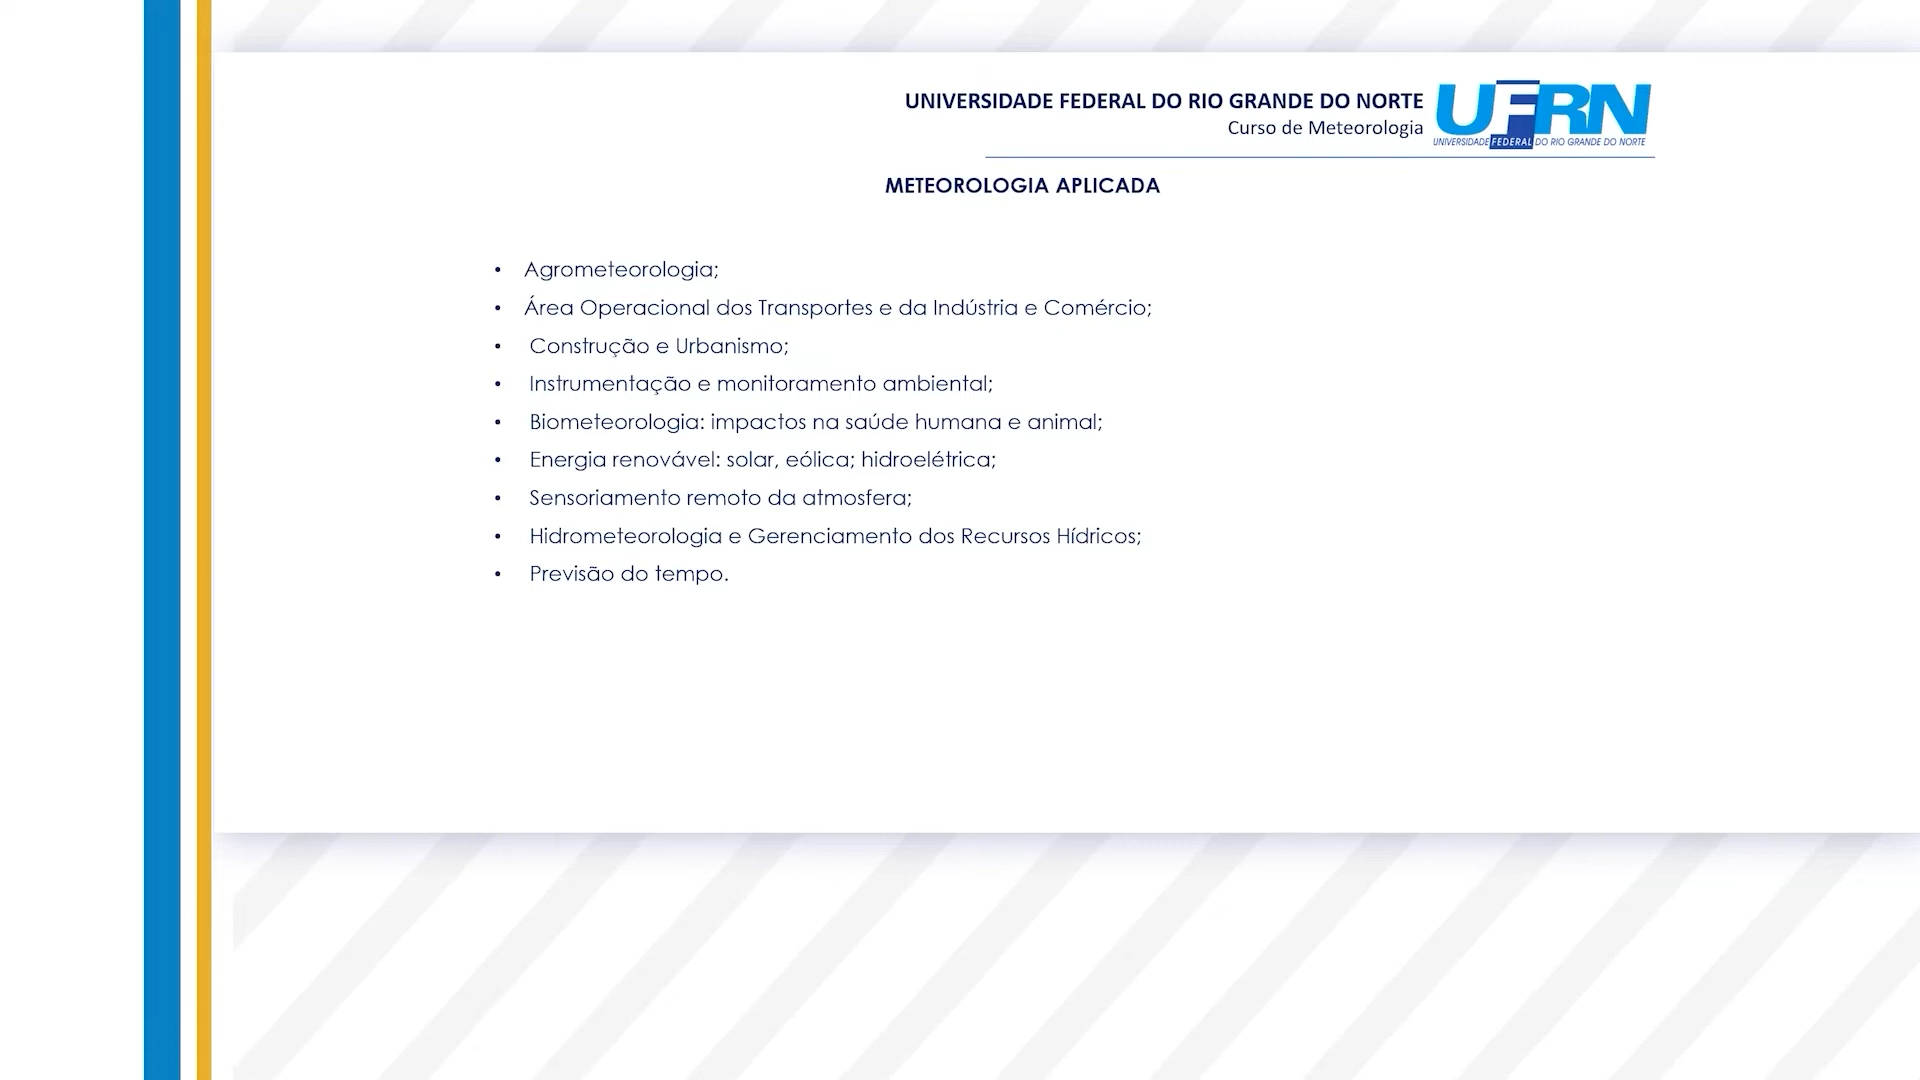 UNIVERSIDADE FEDERAL DO RIO GRANDE DO NORTE
Curso de Meteorologia
UFRN
UNIVERSIDADE FEDERAL DO RIO GRANDE DO NORTE
METEOROLOGIA APLICADA
• Agrometeorologia;
• Área Operacional dos Transportes e da Indústria e Comércio;
• Construção e Urbanismo;
• Instrumentação e monitoramento ambiental;
• Biometeorologia: impactos na saúde humana e animal;
• Energia renovável: solar, eólica; hidroelétrica;
• Sensoriamento remoto da atmosfera;
• Hidrometeorologia e Gerenciamento dos Recursos Hídricos;
• Previsão do tempo.